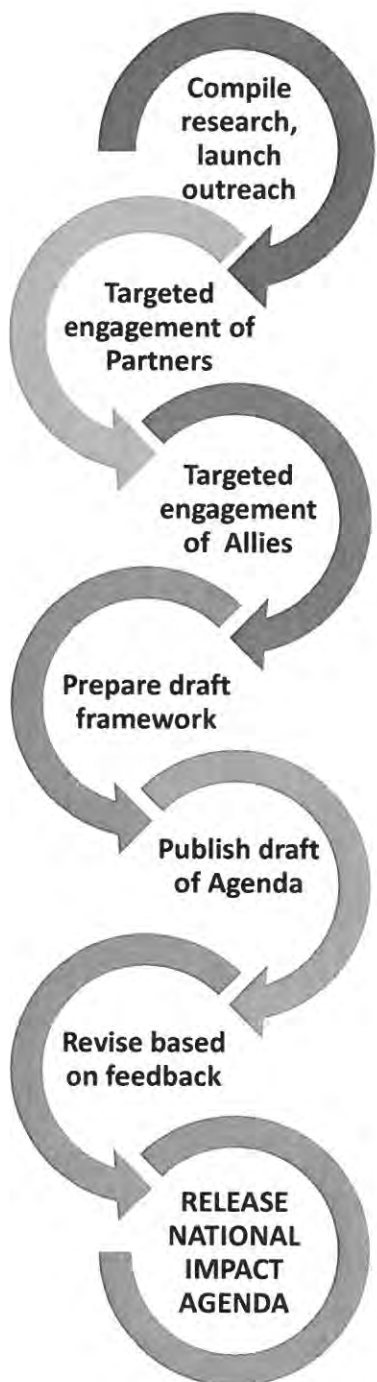 Compile
research,
launch
outreach
Targeted
engagement of
Partners
Targeted
engagement
of Allies
Prepare draft
framework
Publish draft
of Agenda
Revise based
on feedback
RELEASE
NATIONAL
IMPACT
AGENDA